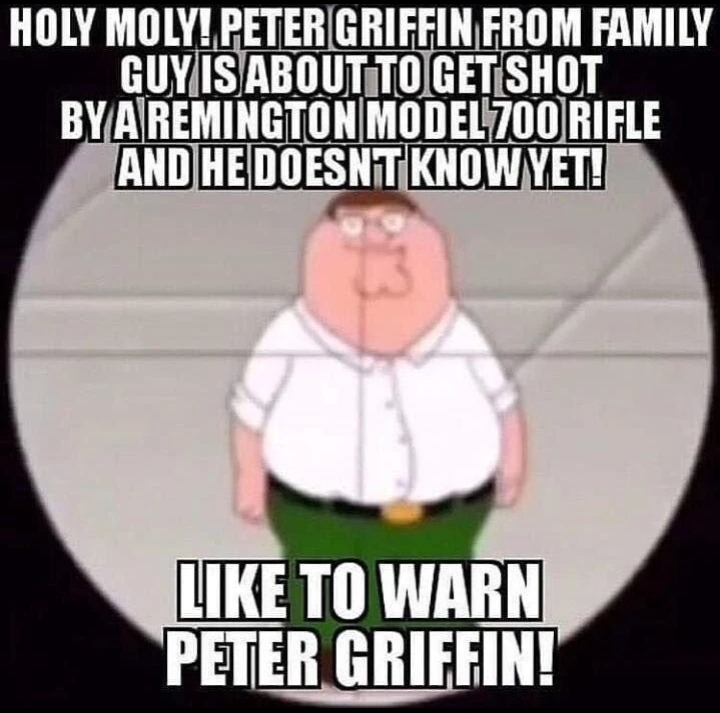 HOLY MOLY! PETER GRIFFIN FROM FAMILY
GUY IS ABOUT TO GET SHOT
BY A REMINGTON MODEL 700 RIFLE
AND HE DOESNT KNOW YET!
LIKE TO WARN
PETER GRIFFIN!